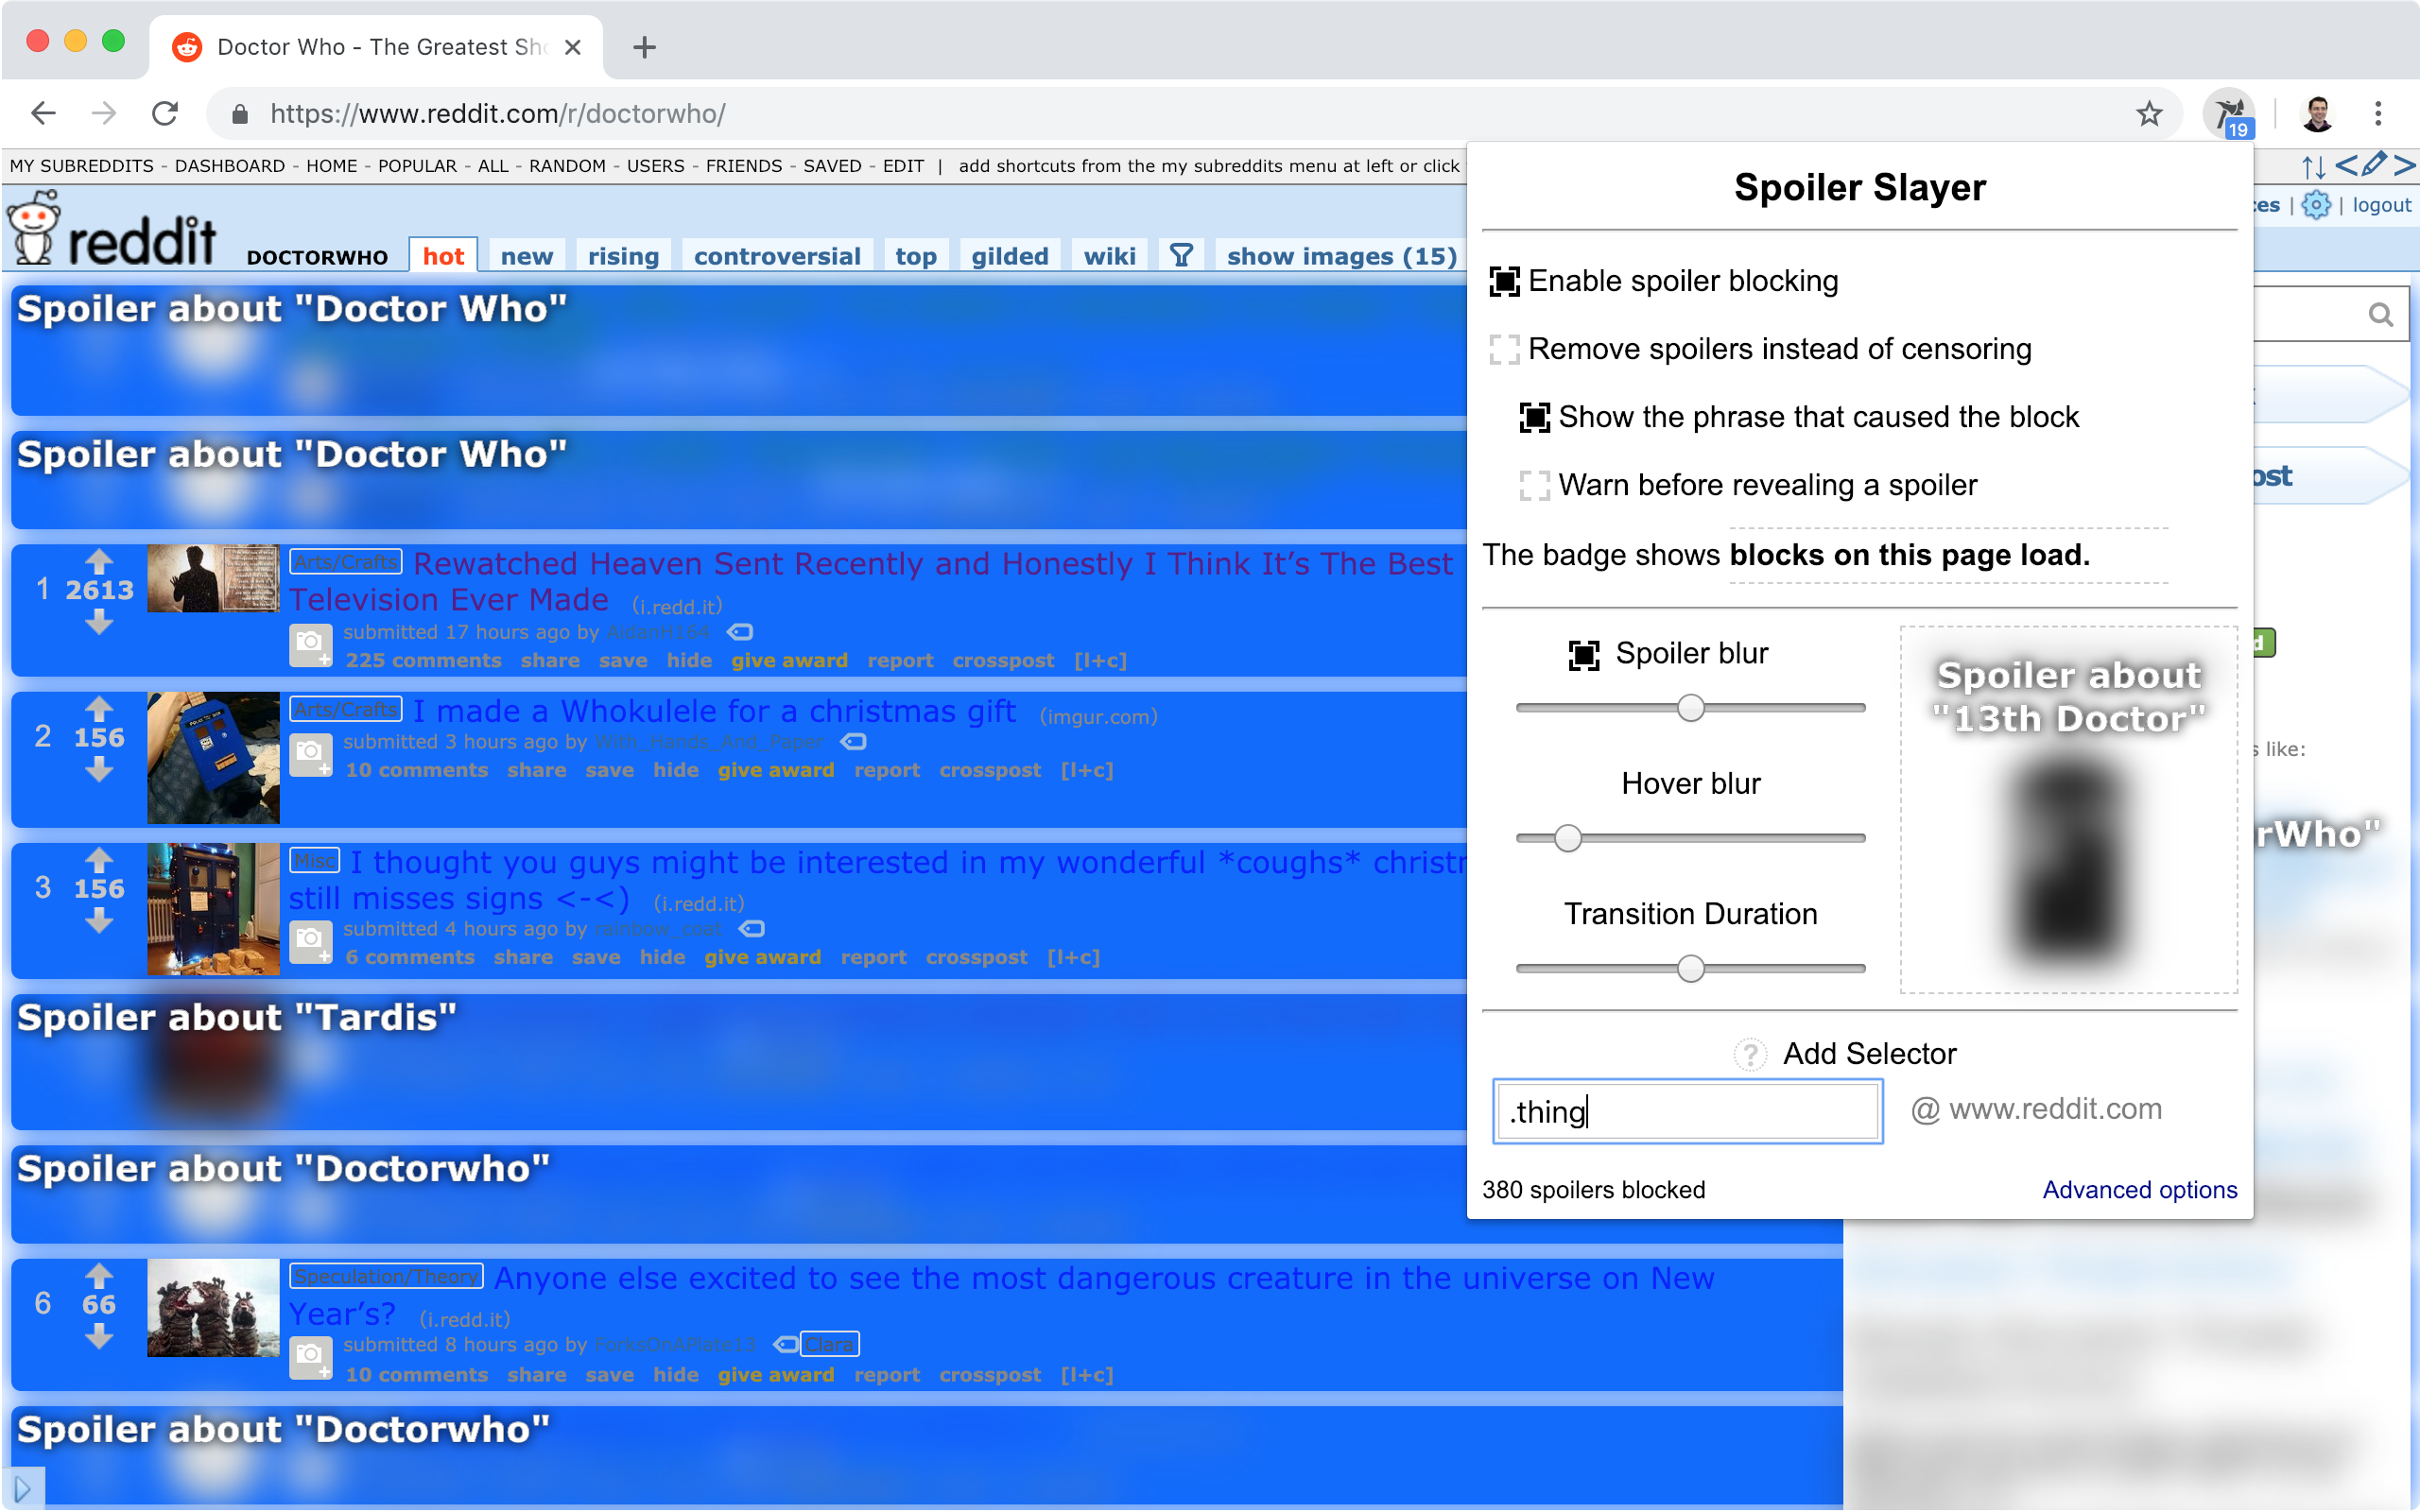 Doctor Who - The Greatest Sh
https://www.reddit.com/r/doctorwho/
19
MY SUBREDDITS - DASHBOARD - HOME - POPULAR - ALL - RANDOM - USERS - FRIENDS - SAVED - EDIT | add shortcuts from the my subreddits menu at left or click
| logout
reddit DOCTORWHO hot new rising controversial top gilded wiki show images (15)
Spoiler about "Doctor Who"
Spoiler about "Doctor Who"
1 2613
Arts/Crafts Rewatched Heaven Sent Recently and Honestly I Think It’s The Best
Television Ever Made (i.redd.it)
submitted 17 hours ago by AidanH164
225 comments share save hide give award report crosspost [l+c]
2 156
Arts/Crafts I made a Whokulele for a christmas gift (imgur.com)
submitted 3 hours ago by With_Hands_And_Paper
10 comments share save hide give award report crosspost [l+c]
3 156
Misc I thought you guys might be interested in my wonderful *coughs* christ
still misses signs <-<) (i.redd.it)
submitted 4 hours ago by rainbow_coat
6 comments share save hide give award report crosspost [l+c]
Spoiler about "Tardis"
Spoiler about "Doctorwho"
6 66
Speculation/Theory Anyone else excited to see the most dangerous creature in the universe on New
Year’s? (i.redd.it)
submitted 8 hours ago by ForksOnAPlate13 Clara
10 comments share save hide give award report crosspost [l+c]
Spoiler about "Doctorwho"
Spoiler Slayer
Enable spoiler blocking
Remove spoilers instead of censoring
Show the phrase that caused the block
Warn before revealing a spoiler
The badge shows blocks on this page load.
Spoiler blur
Hover blur
Transition Duration
Spoiler about
"13th Doctor"
? Add Selector
.thing @ www.reddit.com
380 spoilers blocked Advanced options
ost
s like:
rWho"